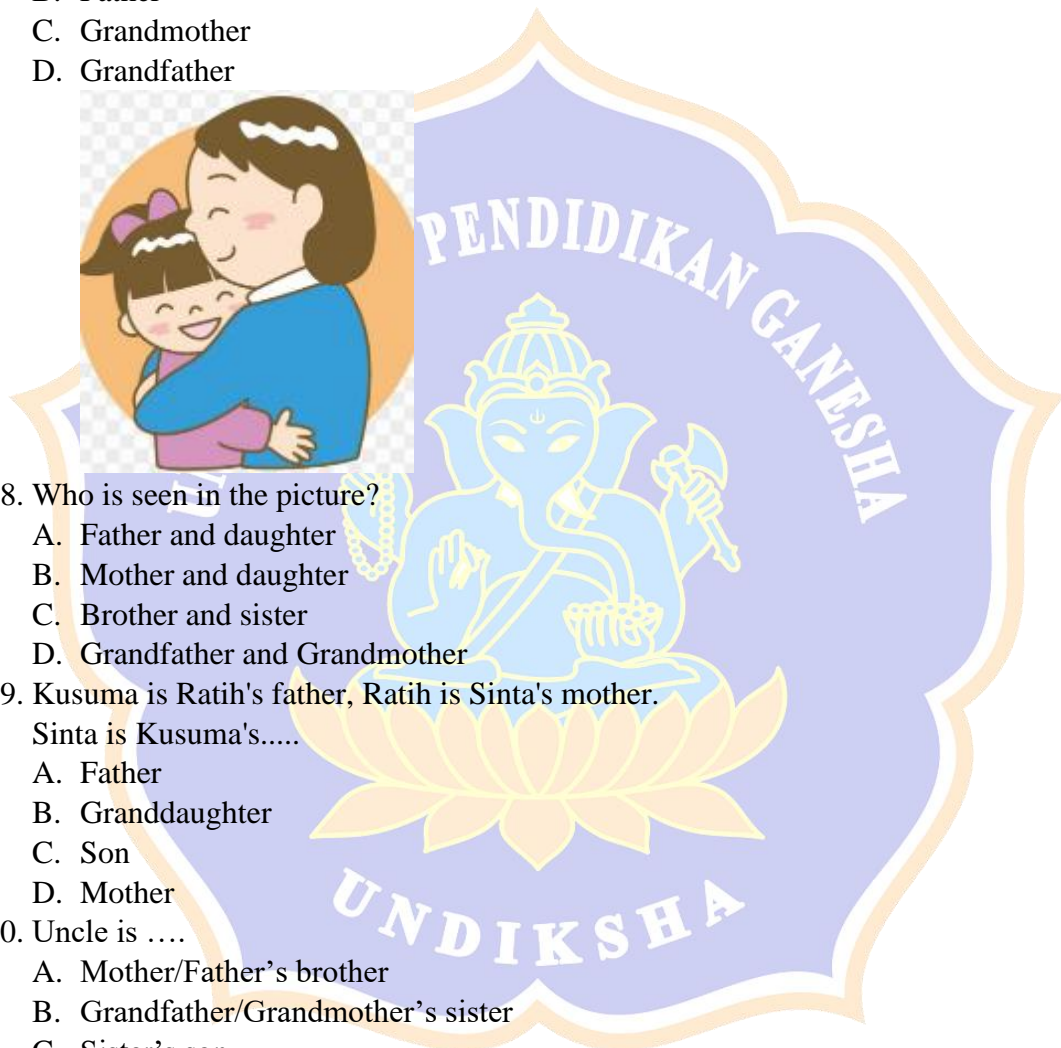 C. Grandmother
D. Grandfather
PENDIDIKAN GANESHA
8. Who is seen in the picture?
A. Father and daughter
B. Mother and daughter
C. Brother and sister
D. Grandfather and Grandmother
9. Kusuma is Ratih's father, Ratih is Sinta's mother.
Sinta is Kusuma's.....
A. Father
B. Granddaughter
C. Son
D. Mother
0. Uncle is ….
A. Mother/Father’s brother
B. Grandfather/Grandmother’s sister
UNDIKSHA